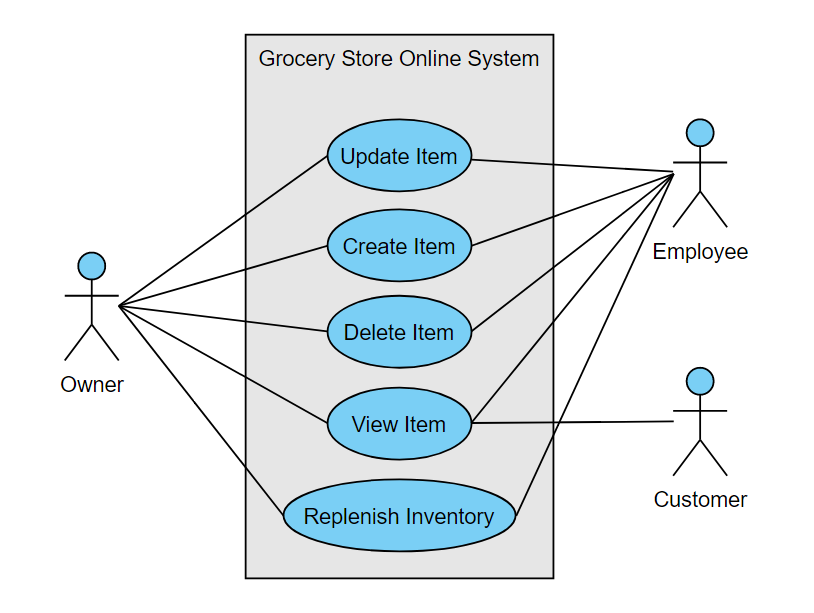 Grocery Store Online System
Update Item
Create Item
Employee
Delete Item
Owner
View Item
Customer
Replenish Inventory